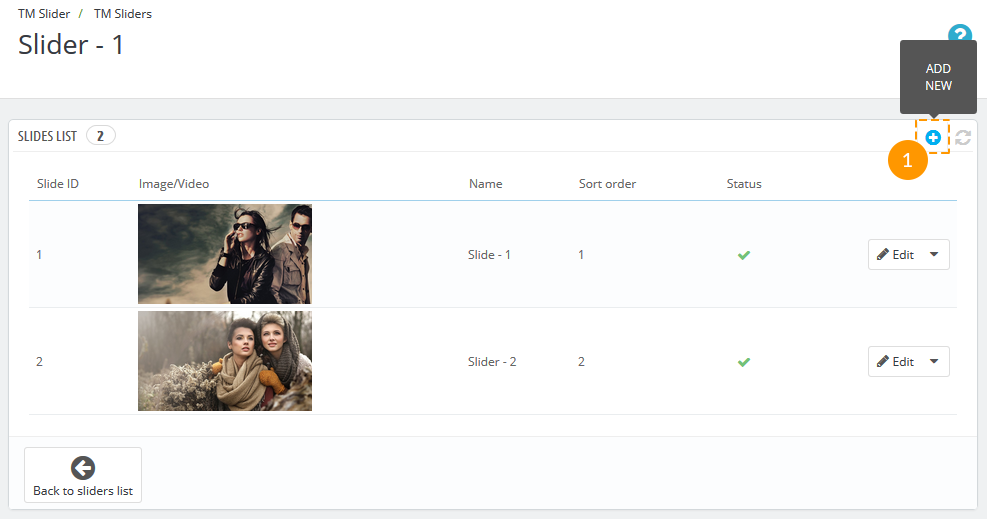 TM Slider / TM Sliders
Slider - 1
?
ADD
NEW
SLIDES LIST 2
1
Slide ID Image/Video Name Sort order Status
1 Slide - 1 1 Edit
2 Slider - 2 2 Edit
Back to sliders list